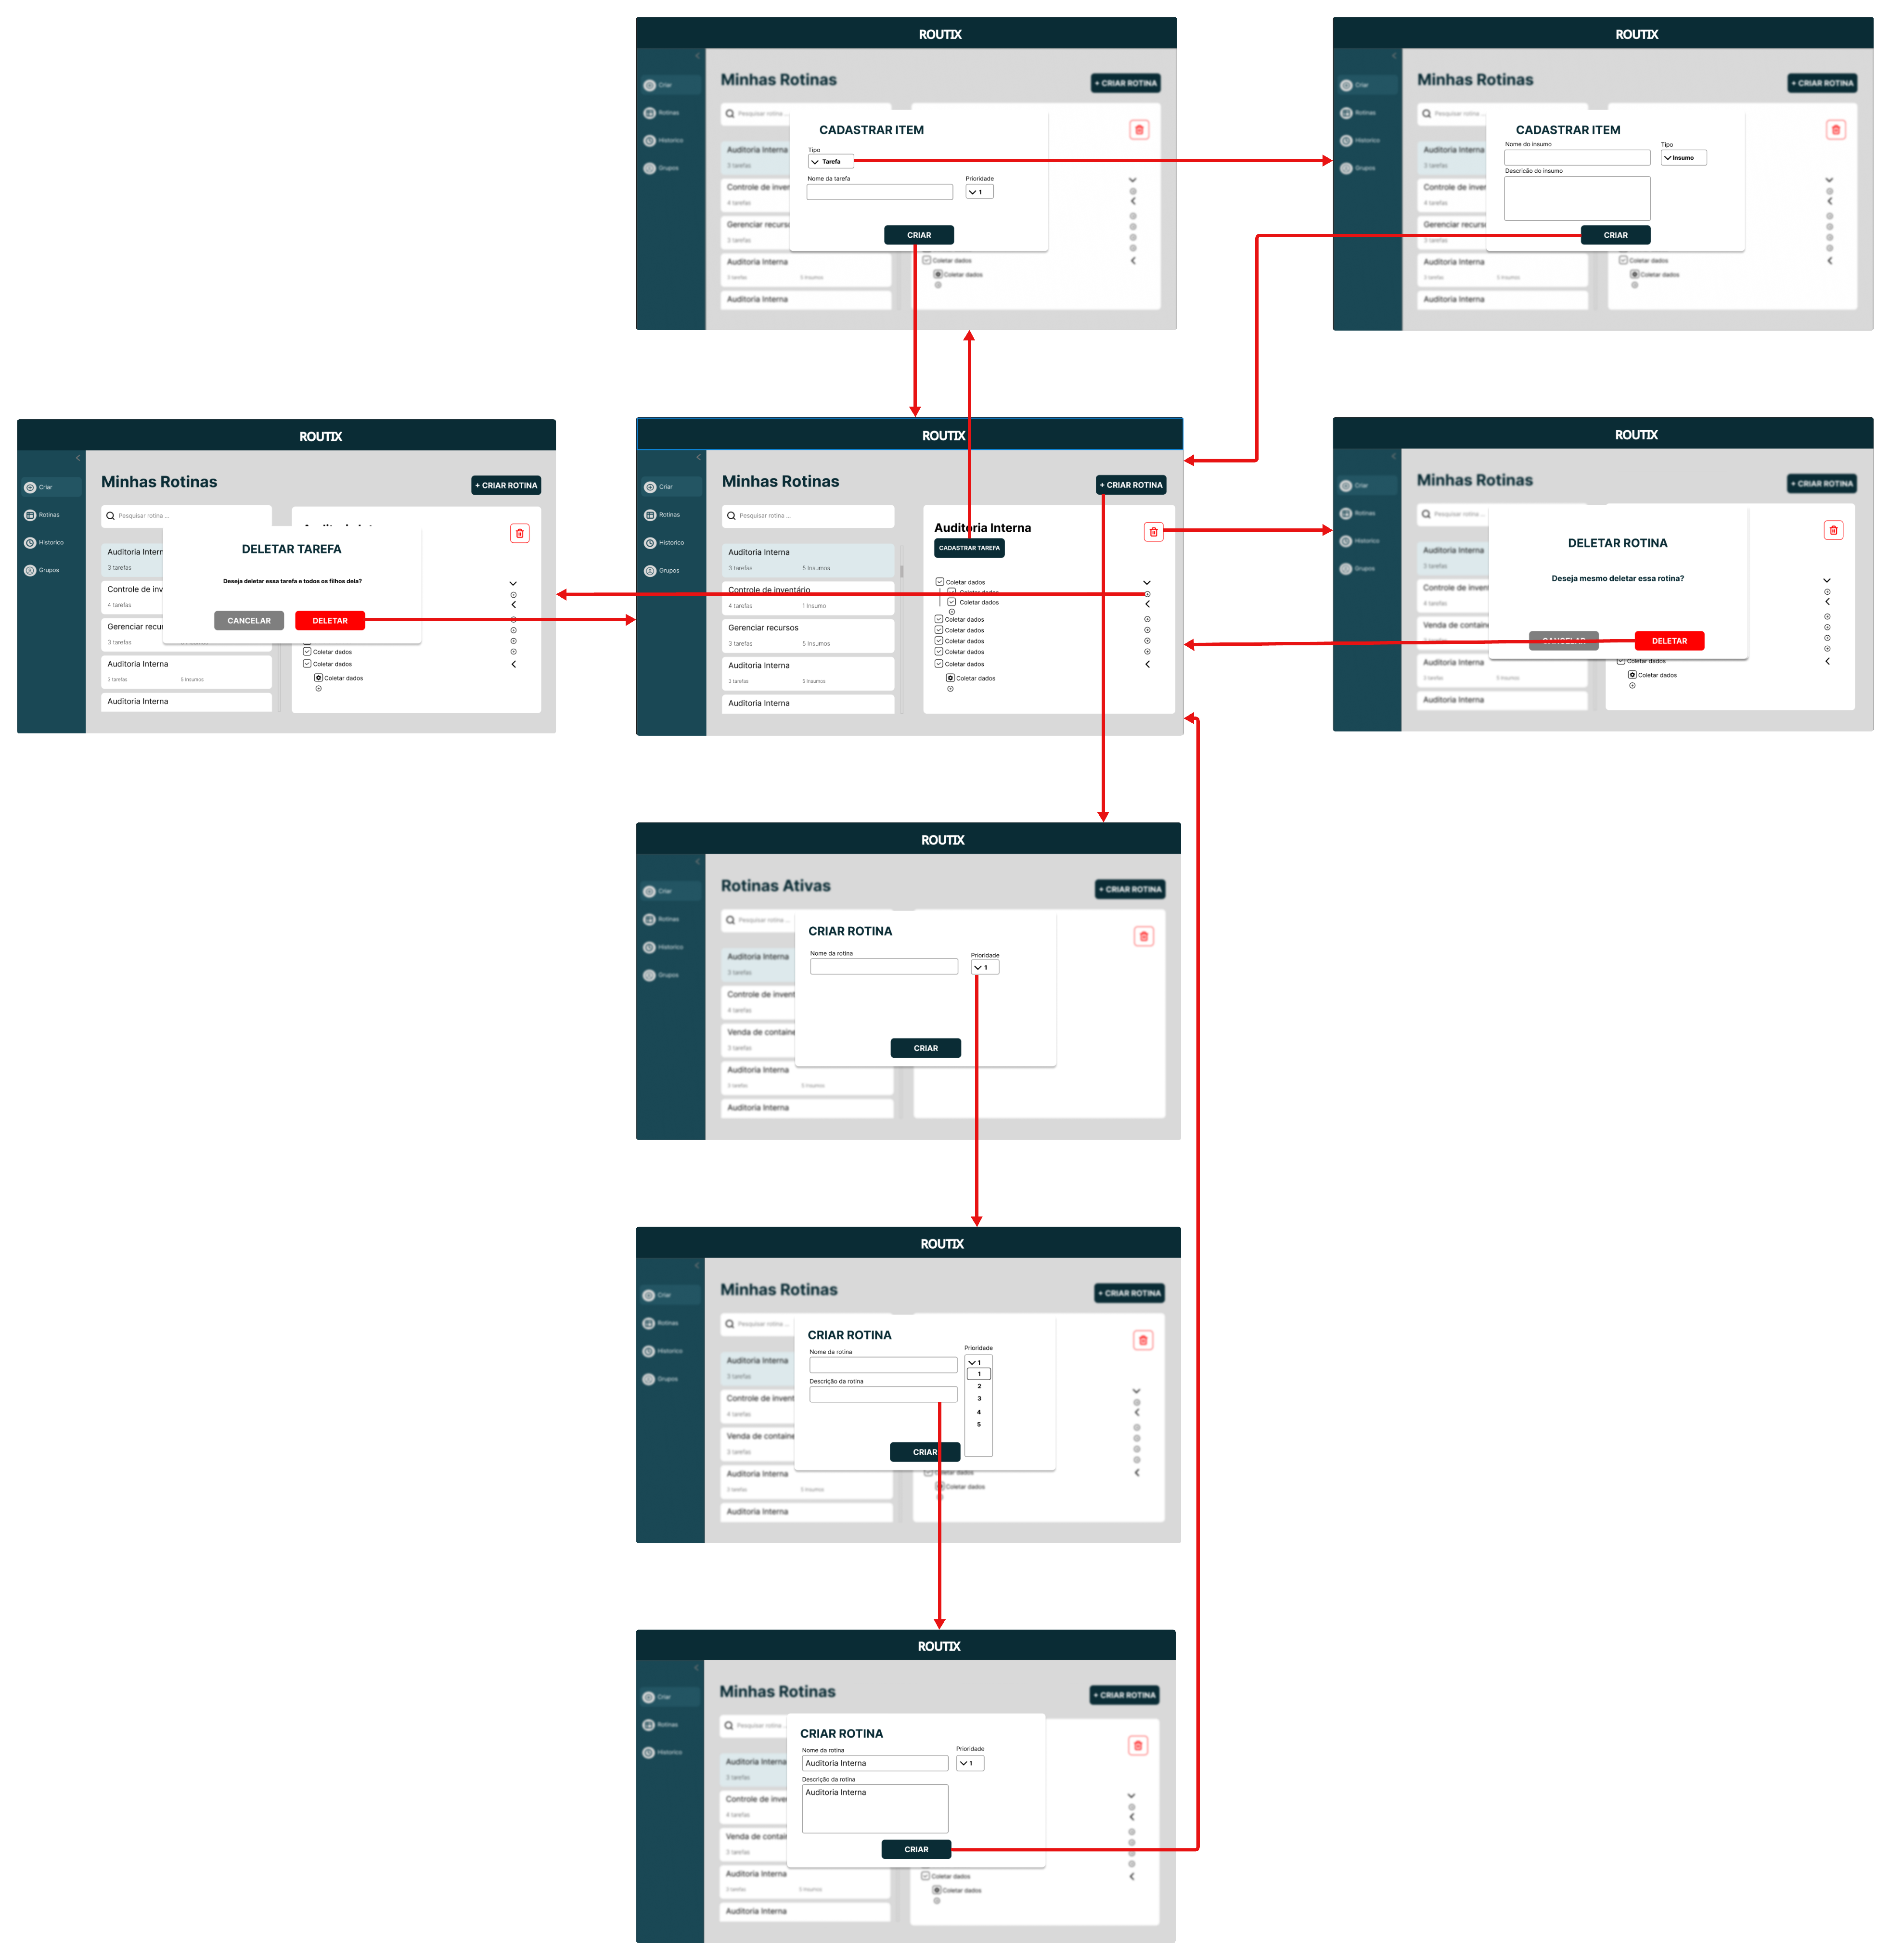 ROUTIX
Criar
Rotinas
Historico
Grupos
Minhas Rotinas
+ CRIAR ROTINA
Pesquisar rotina ...
Auditoria Interna
3 tarefas
Controle de inver
4 tarefas
Gerenciar recurs
3 tarefas
Auditoria Interna
3 tarefas 5 Insumos
Auditoria Interna
CADASTRAR ITEM
Tipo
Tarefa
Nome da tarefa
Prioridade
1
CRIAR
Coletar dados
Coletar dados
ROUTIX
Criar
Rotinas
Historico
Grupos
Minhas Rotinas
+ CRIAR ROTINA
Pesquisar rotina ...
Auditoria Interna
3 tarefas
Controle de inver
4 tarefas
Gerenciar recurs
3 tarefas
Auditoria Interna
3 tarefas 5 Insumos
Auditoria Interna
CADASTRAR ITEM
Nome do insumo
Tipo
Insumo
Descricão do insumo
CRIAR
Coletar dados
Coletar dados
ROUTIX
Criar
Rotinas
Historico
Grupos
Minhas Rotinas
+ CRIAR ROTINA
Pesquisar rotina ...
Auditoria Intern
3 tarefas
Controle de inv
4 tarefas
Gerenciar recur
3 tarefas
Auditoria Interna
3 tarefas 5 Insumos
Auditoria Interna
DELETAR TAREFA
Deseja deletar essa tarefa e todos os filhos dela?
CANCELAR
DELETAR
Coletar dados
Coletar dados
Coletar dados
ROUTIX
Criar
Rotinas
Historico
Grupos
Minhas Rotinas
+ CRIAR ROTINA
Pesquisar rotina ...
Auditoria Interna
3 tarefas 5 Insumos
Controle de inventário
4 tarefas 1 Insumo
Gerenciar recursos
3 tarefas 5 Insumos
Auditoria Interna
3 tarefas 5 Insumos
Auditoria Interna
Auditoria Interna
CADASTRAR TAREFA
Coletar dados
Coletar dados
Coletar dados
Coletar dados
Coletar dados
Coletar dados
Coletar dados
Coletar dados
Coletar dados
ROUTIX
Criar
Rotinas
Historico
Grupos
Minhas Rotinas
+ CRIAR ROTINA
Pesquisar rotina ...
Auditoria Interna
3 tarefas
Controle de inven
4 tarefas
Venda de containe
Auditoria Interna
3 tarefas 5 Insumos
Auditoria Interna
DELETAR ROTINA
Deseja mesmo deletar essa rotina?
CANCELAR
DELETAR
Coletar dados
Coletar dados
ROUTIX
Criar
Rotinas
Historico
Grupos
Rotinas Ativas
+ CRIAR ROTINA
Pesquisar rotina ...
Auditoria Interna
3 tarefas
Controle de invent
4 tarefas
Venda de containe
3 tarefas
Auditoria Interna
3 tarefas 5 Insumos
Auditoria Interna
CRIAR ROTINA
Nome da rotina
Prioridade
1
CRIAR
ROUTIX
Criar
Rotinas
Historico
Grupos
Minhas Rotinas
+ CRIAR ROTINA
Pesquisar rotina ...
Auditoria Interna
3 tarefas
Controle de invent
4 tarefas
Venda de containe
3 tarefas
Auditoria Interna
3 tarefas 5 Insumos
Auditoria Interna
CRIAR ROTINA
Nome da rotina
Prioridade
1
1
2
3
4
5
Descrição da rotina
CRIAR
Coletar dados
Coletar dados
ROUTIX
Criar
Rotinas
Historico
Minhas Rotinas
+ CRIAR ROTINA
Pesquisar rotina ...
Auditoria Interna
3 tarefas
Controle de inve
4 tarefas
Venda de contai
3 tarefas
Auditoria Interna
3 tarefas 5 Insumos
Auditoria Interna
CRIAR ROTINA
Nome da rotina
Prioridade
Auditoria Interna
1
Descrição da rotina
Auditoria Interna
CRIAR
Coletar dados
Coletar dados